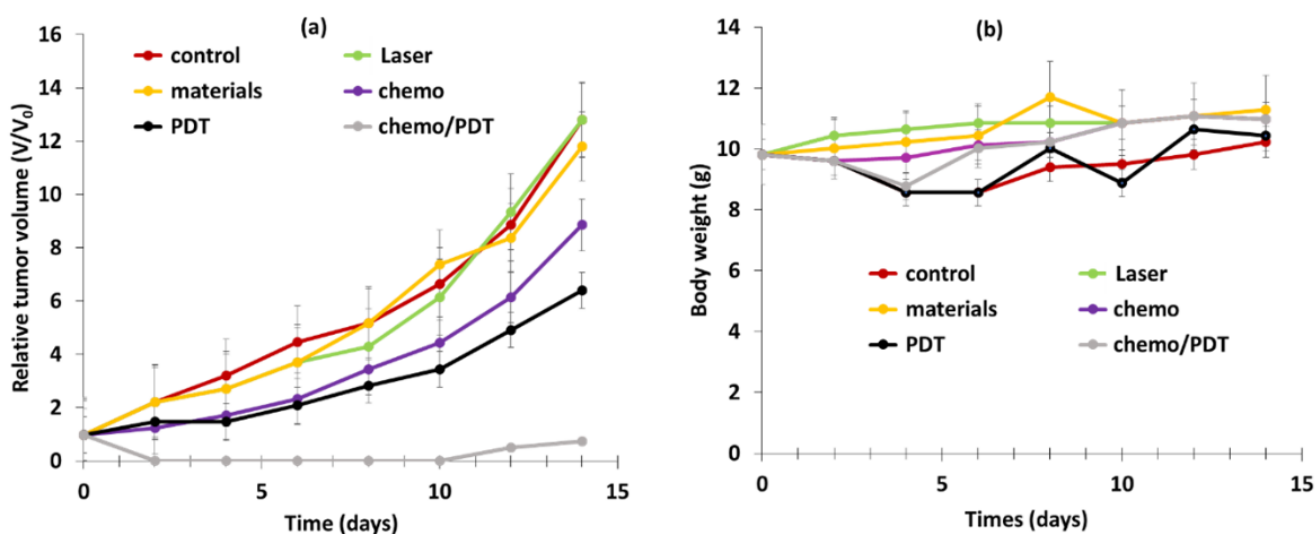 (a)
control
Laser
materials
chemo
PDT
chemo/PDT
Relative tumor volume (V/V₀)
16
14
12
10
8
6
4
2
0
0 5 10 15
Time (days)
(b)
Body weight (g)
14
12
10
8
6
4
2
0
control
Laser
materials
chemo
PDT
chemo/PDT
0 5 10 15
Times (days)